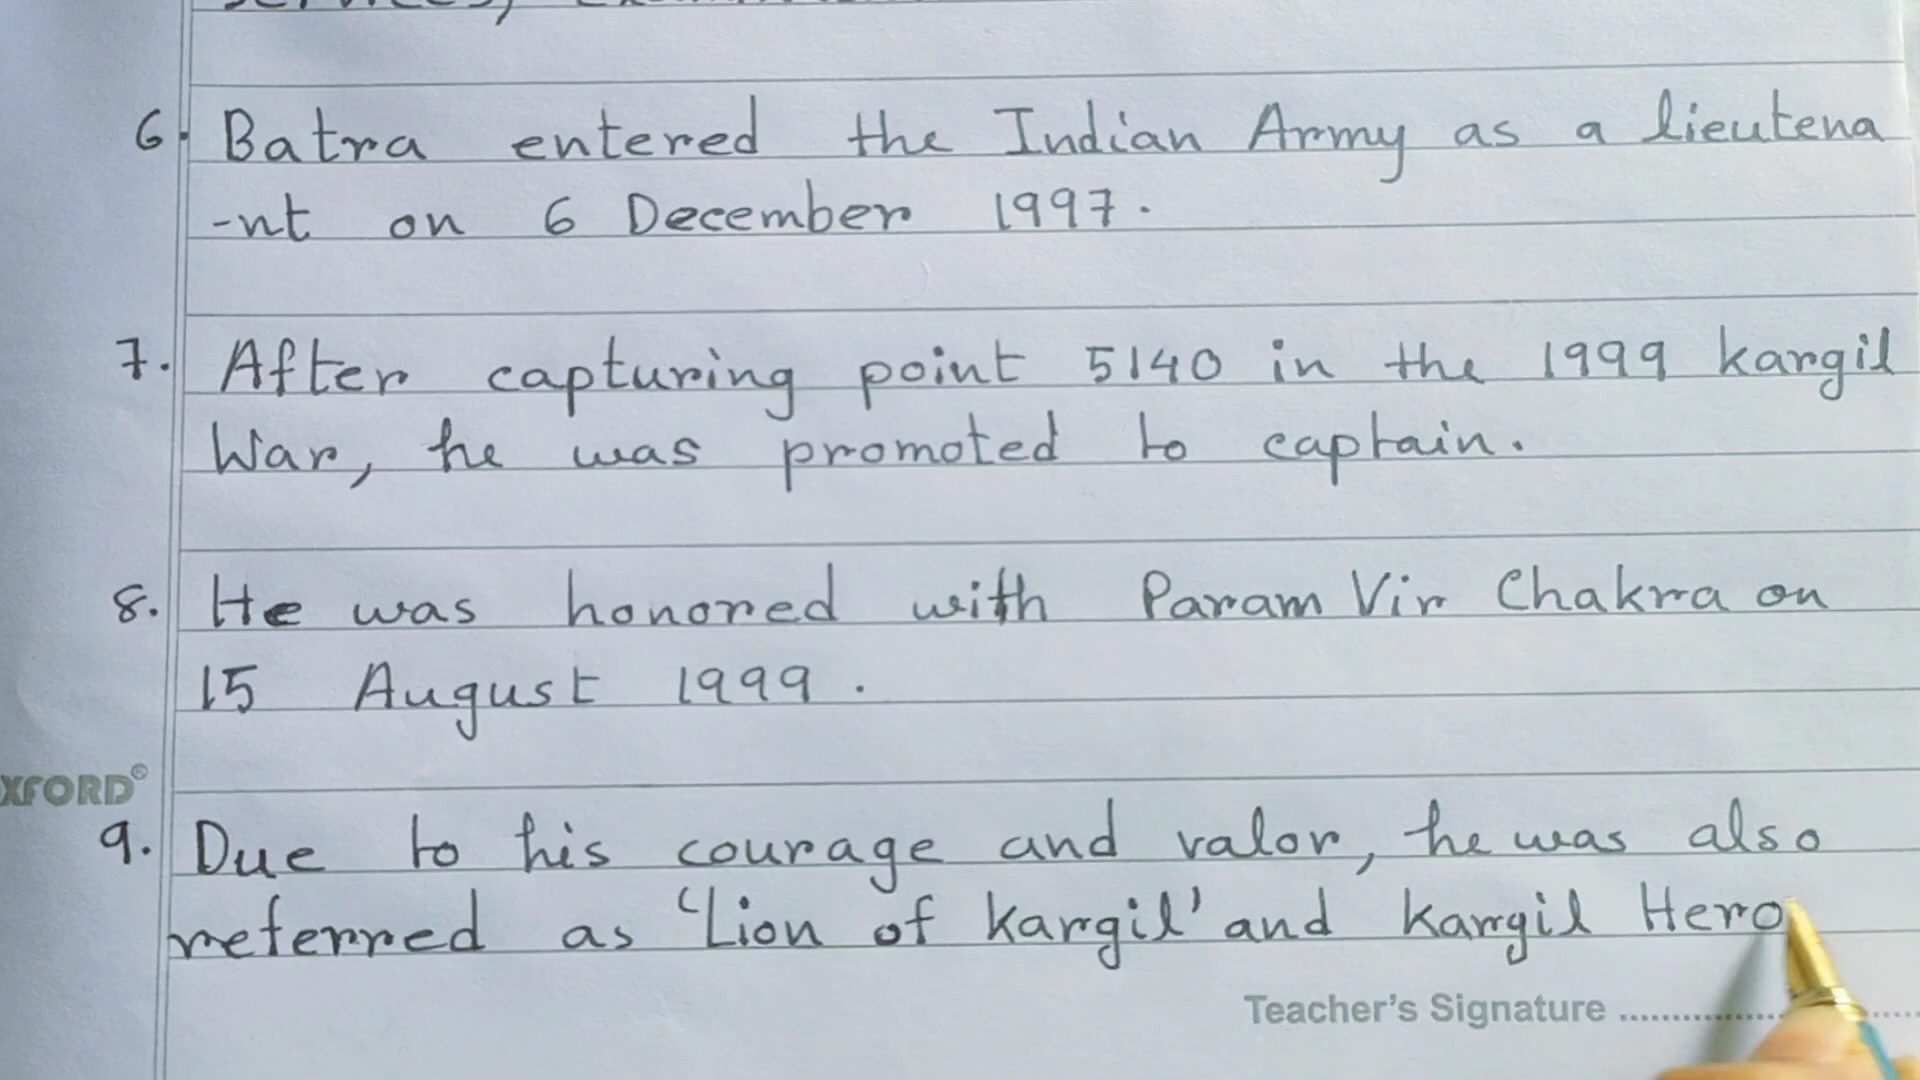 6. Batra entered the Indian Army as a lieutena
-nt on 6 December 1997.
7. After capturing point 5140 in the 1999 kargil
War, he was promoted to captain.
8. He was honored with Param Vir Chakra on
15 August 1999.
XFORD®
9. Due to his courage and valor, he was also
referred as 'Lion of Kargil' and Kargil Hero
Teacher's Signature